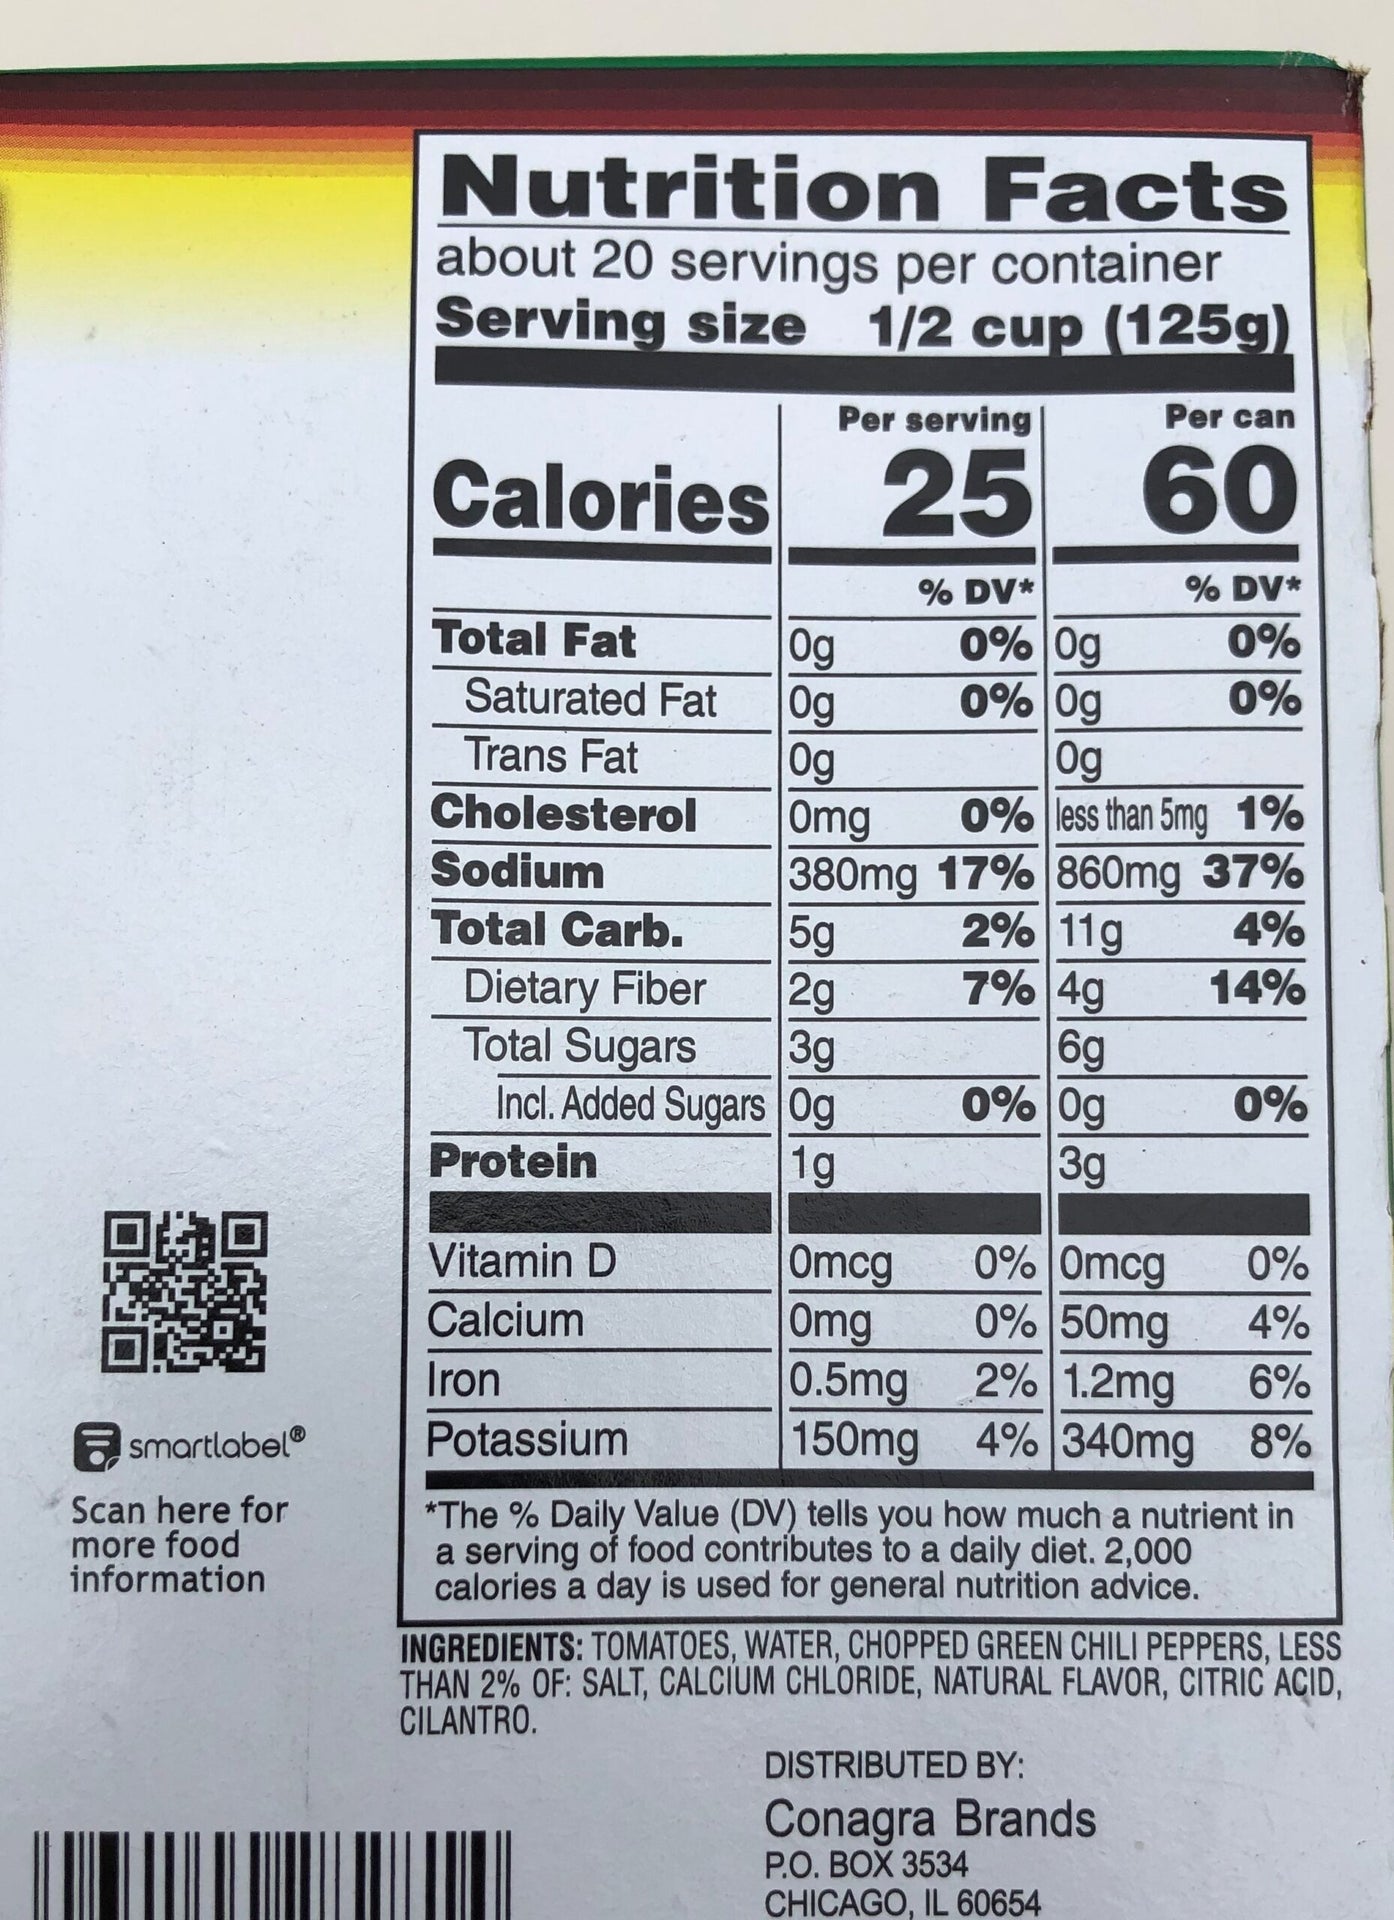 Nutrition Facts
about 20 servings per container
Serving size 1/2 cup (125g)
Per serving Per can
Calories 25 60
% DV* % DV*
Total Fat 0g 0% 0g 0%
Saturated Fat 0g 0% 0g 0%
Trans Fat 0g 0g
Cholesterol 0mg 0% less than 5mg 1%
Sodium 380mg 17% 860mg 37%
Total Carb. 5g 2% 11g 4%
Dietary Fiber 2g 7% 4g 14%
Total Sugars 3g 6g
Incl. Added Sugars 0g 0% 0g 0%
Protein 1g 3g
Vitamin D 0mcg 0% 0mcg 0%
Calcium 0mg 0% 50mg 4%
Iron 0.5mg 2% 1.2mg 6%
Potassium 150mg 4% 340mg 8%
*The % Daily Value (DV) tells you how much a nutrient in
a serving of food contributes to a daily diet. 2,000
calories a day is used for general nutrition advice.
smartlabel®
Scan here for
more food
information
INGREDIENTS: TOMATOES, WATER, CHOPPED GREEN CHILI PEPPERS, LESS
THAN 2% OF: SALT, CALCIUM CHLORIDE, NATURAL FLAVOR, CITRIC ACID,
CILANTRO.
DISTRIBUTED BY:
Conagra Brands
P.O. BOX 3534
CHICAGO, IL 60654